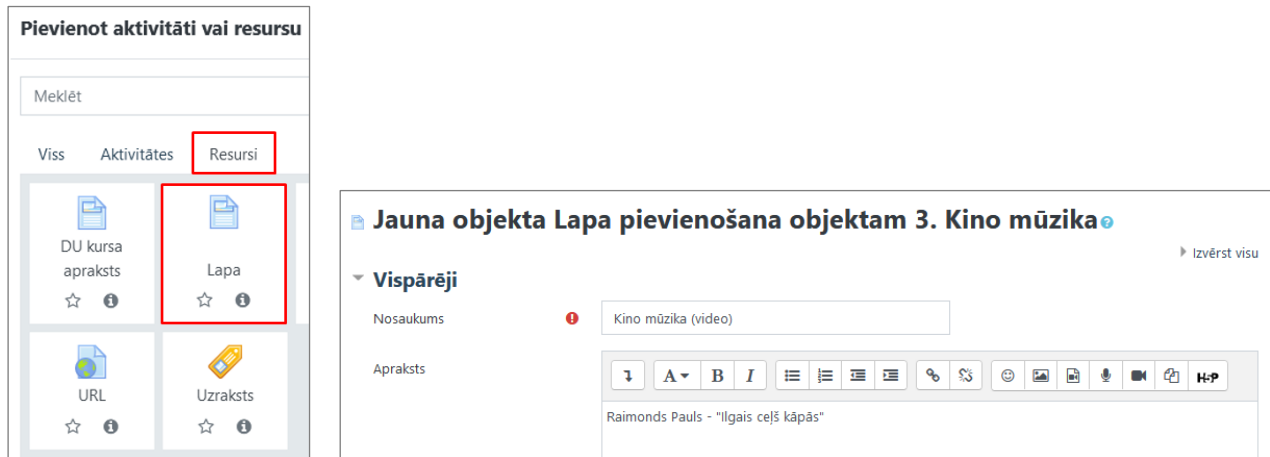 Pievienot aktivitāti vai resursu
Meklēt
Viss Aktivitātes Resursi
DU kursa
apraksts
Lapa
URL
Uzraksts
Jauna objekta Lapa pievienošana objektam 3. Kino mūzika
Izvērst visu
Vispārēji
Nosaukums
Kino mūzika (video)
Apraksts
A B I H-P
Raimonds Pauls - "Ilgais ceļš kāpās"